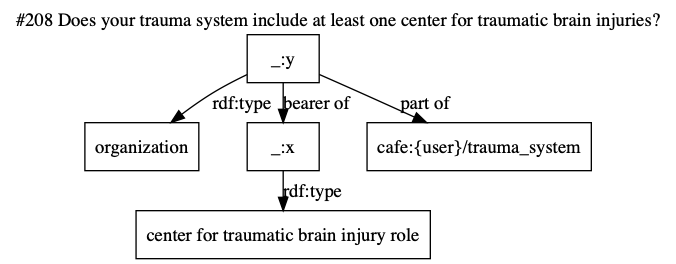 #208 Does your trauma system include at least one center for traumatic brain injuries?
_:y
rdf:type bearer of part of
organization _:x cafe:{user}/trauma_system
rdf:type
center for traumatic brain injury role